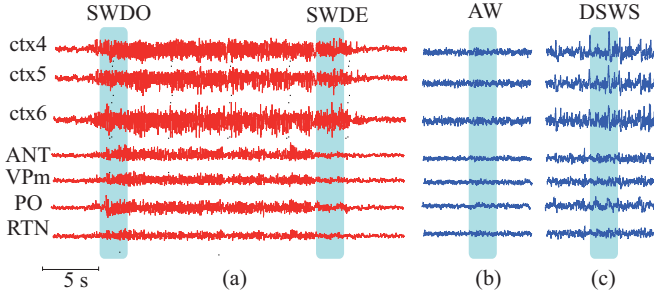 SWDO SWDE AW DSWS
ctx4
ctx5
ctx6
ANT
VPm
PO
RTN
5 s (a) (b) (c)